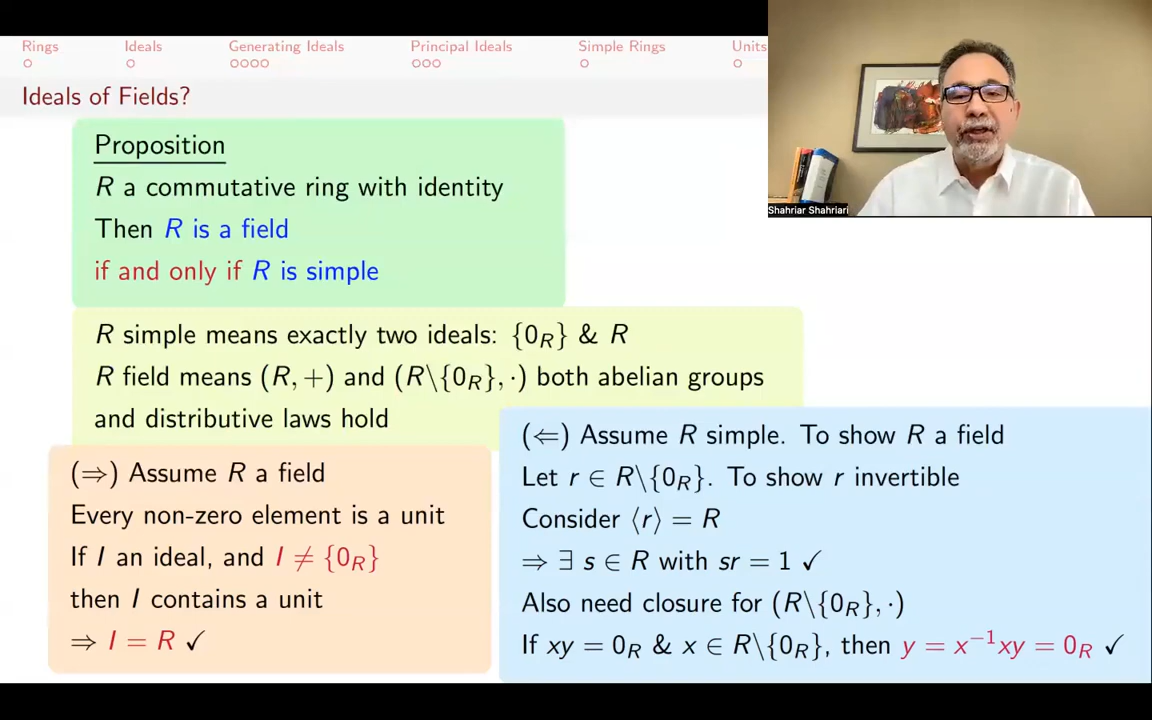 Rings Ideals Generating Ideals Principal Ideals Simple Rings Units
Ideals of Fields?
Proposition
R a commutative ring with identity
Then R is a field
if and only if R is simple
Shahriar Shahriari
R simple means exactly two ideals: {0_R} & R
R field means (R, +) and (R\{0_R}, ·) both abelian groups
and distributive laws hold
(⇒) Assume R a field
Every non-zero element is a unit
If I an ideal, and I ≠ {0_R}
then I contains a unit
⇒ I = R ✓
(⇐) Assume R simple. To show R a field
Let r ∈ R\{0_R}. To show r invertible
Consider ⟨r⟩ = R
⇒ ∃ s ∈ R with sr = 1 ✓
Also need closure for (R\{0_R}, ·)
If xy = 0_R & x ∈ R\{0_R}, then y = x⁻¹xy = 0_R ✓